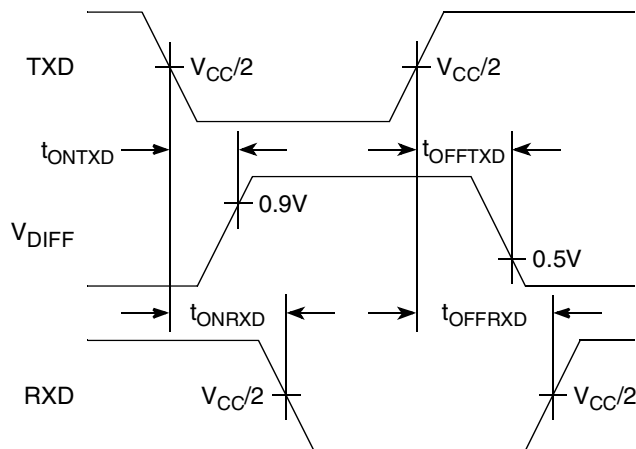 TXD
V_CC/2
V_CC/2
t_ONTXD
t_OFFTXD
V_DIFF
0.9V
0.5V
t_ONRXD
t_OFFRXD
RXD
V_CC/2
V_CC/2